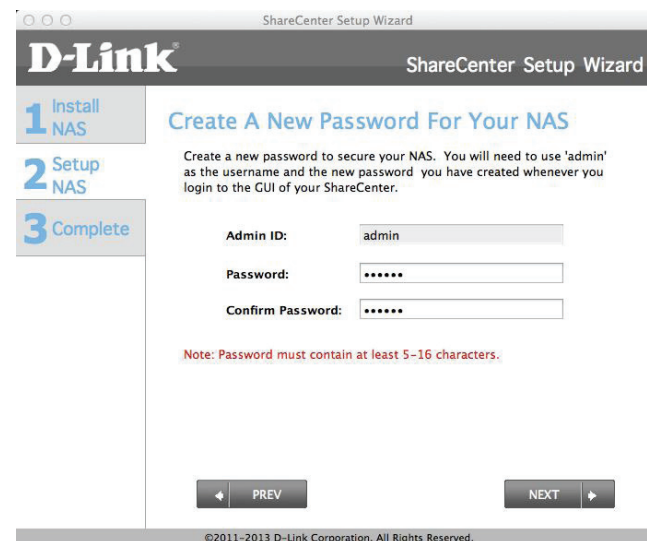 ShareCenter Setup Wizard
D-Link®
ShareCenter Setup Wizard
1 Install NAS
2 Setup NAS
3 Complete
Create A New Password For Your NAS
Create a new password to secure your NAS. You will need to use 'admin'
as the username and the new password you have created whenever you
login to the GUI of your ShareCenter.
Admin ID: admin
Password: ••••••
Confirm Password: ••••••
Note: Password must contain at least 5-16 characters.
PREV
NEXT
©2011-2013 D-Link Corporation. All Rights Reserved.